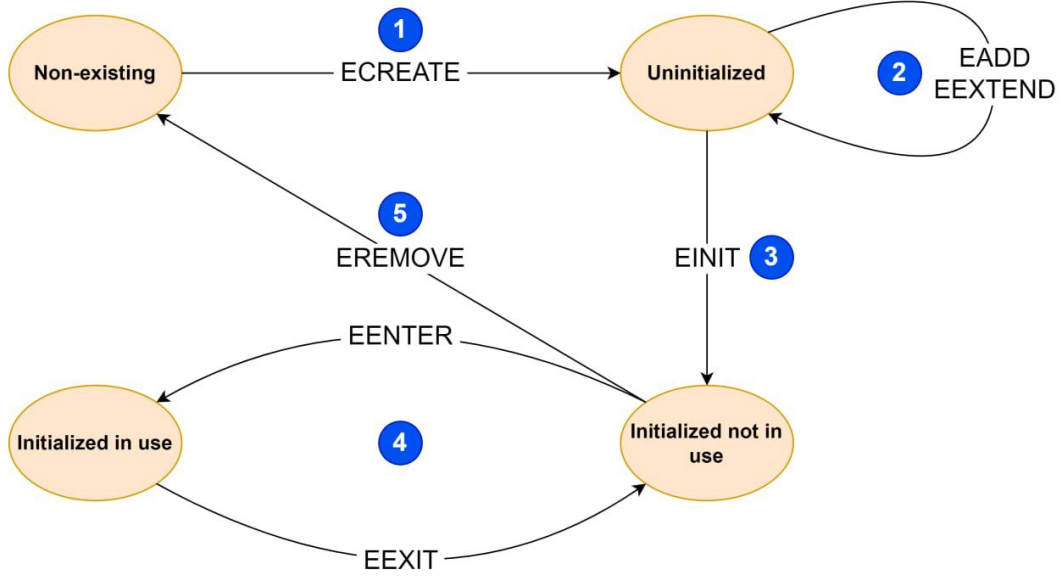 1
Non-existing
ECREATE
Uninitialized
2
EADD
EEXTEND
5
EREMOVE
EINIT
3
EENTER
Initialized in use
4
Initialized not in
use
EEXIT